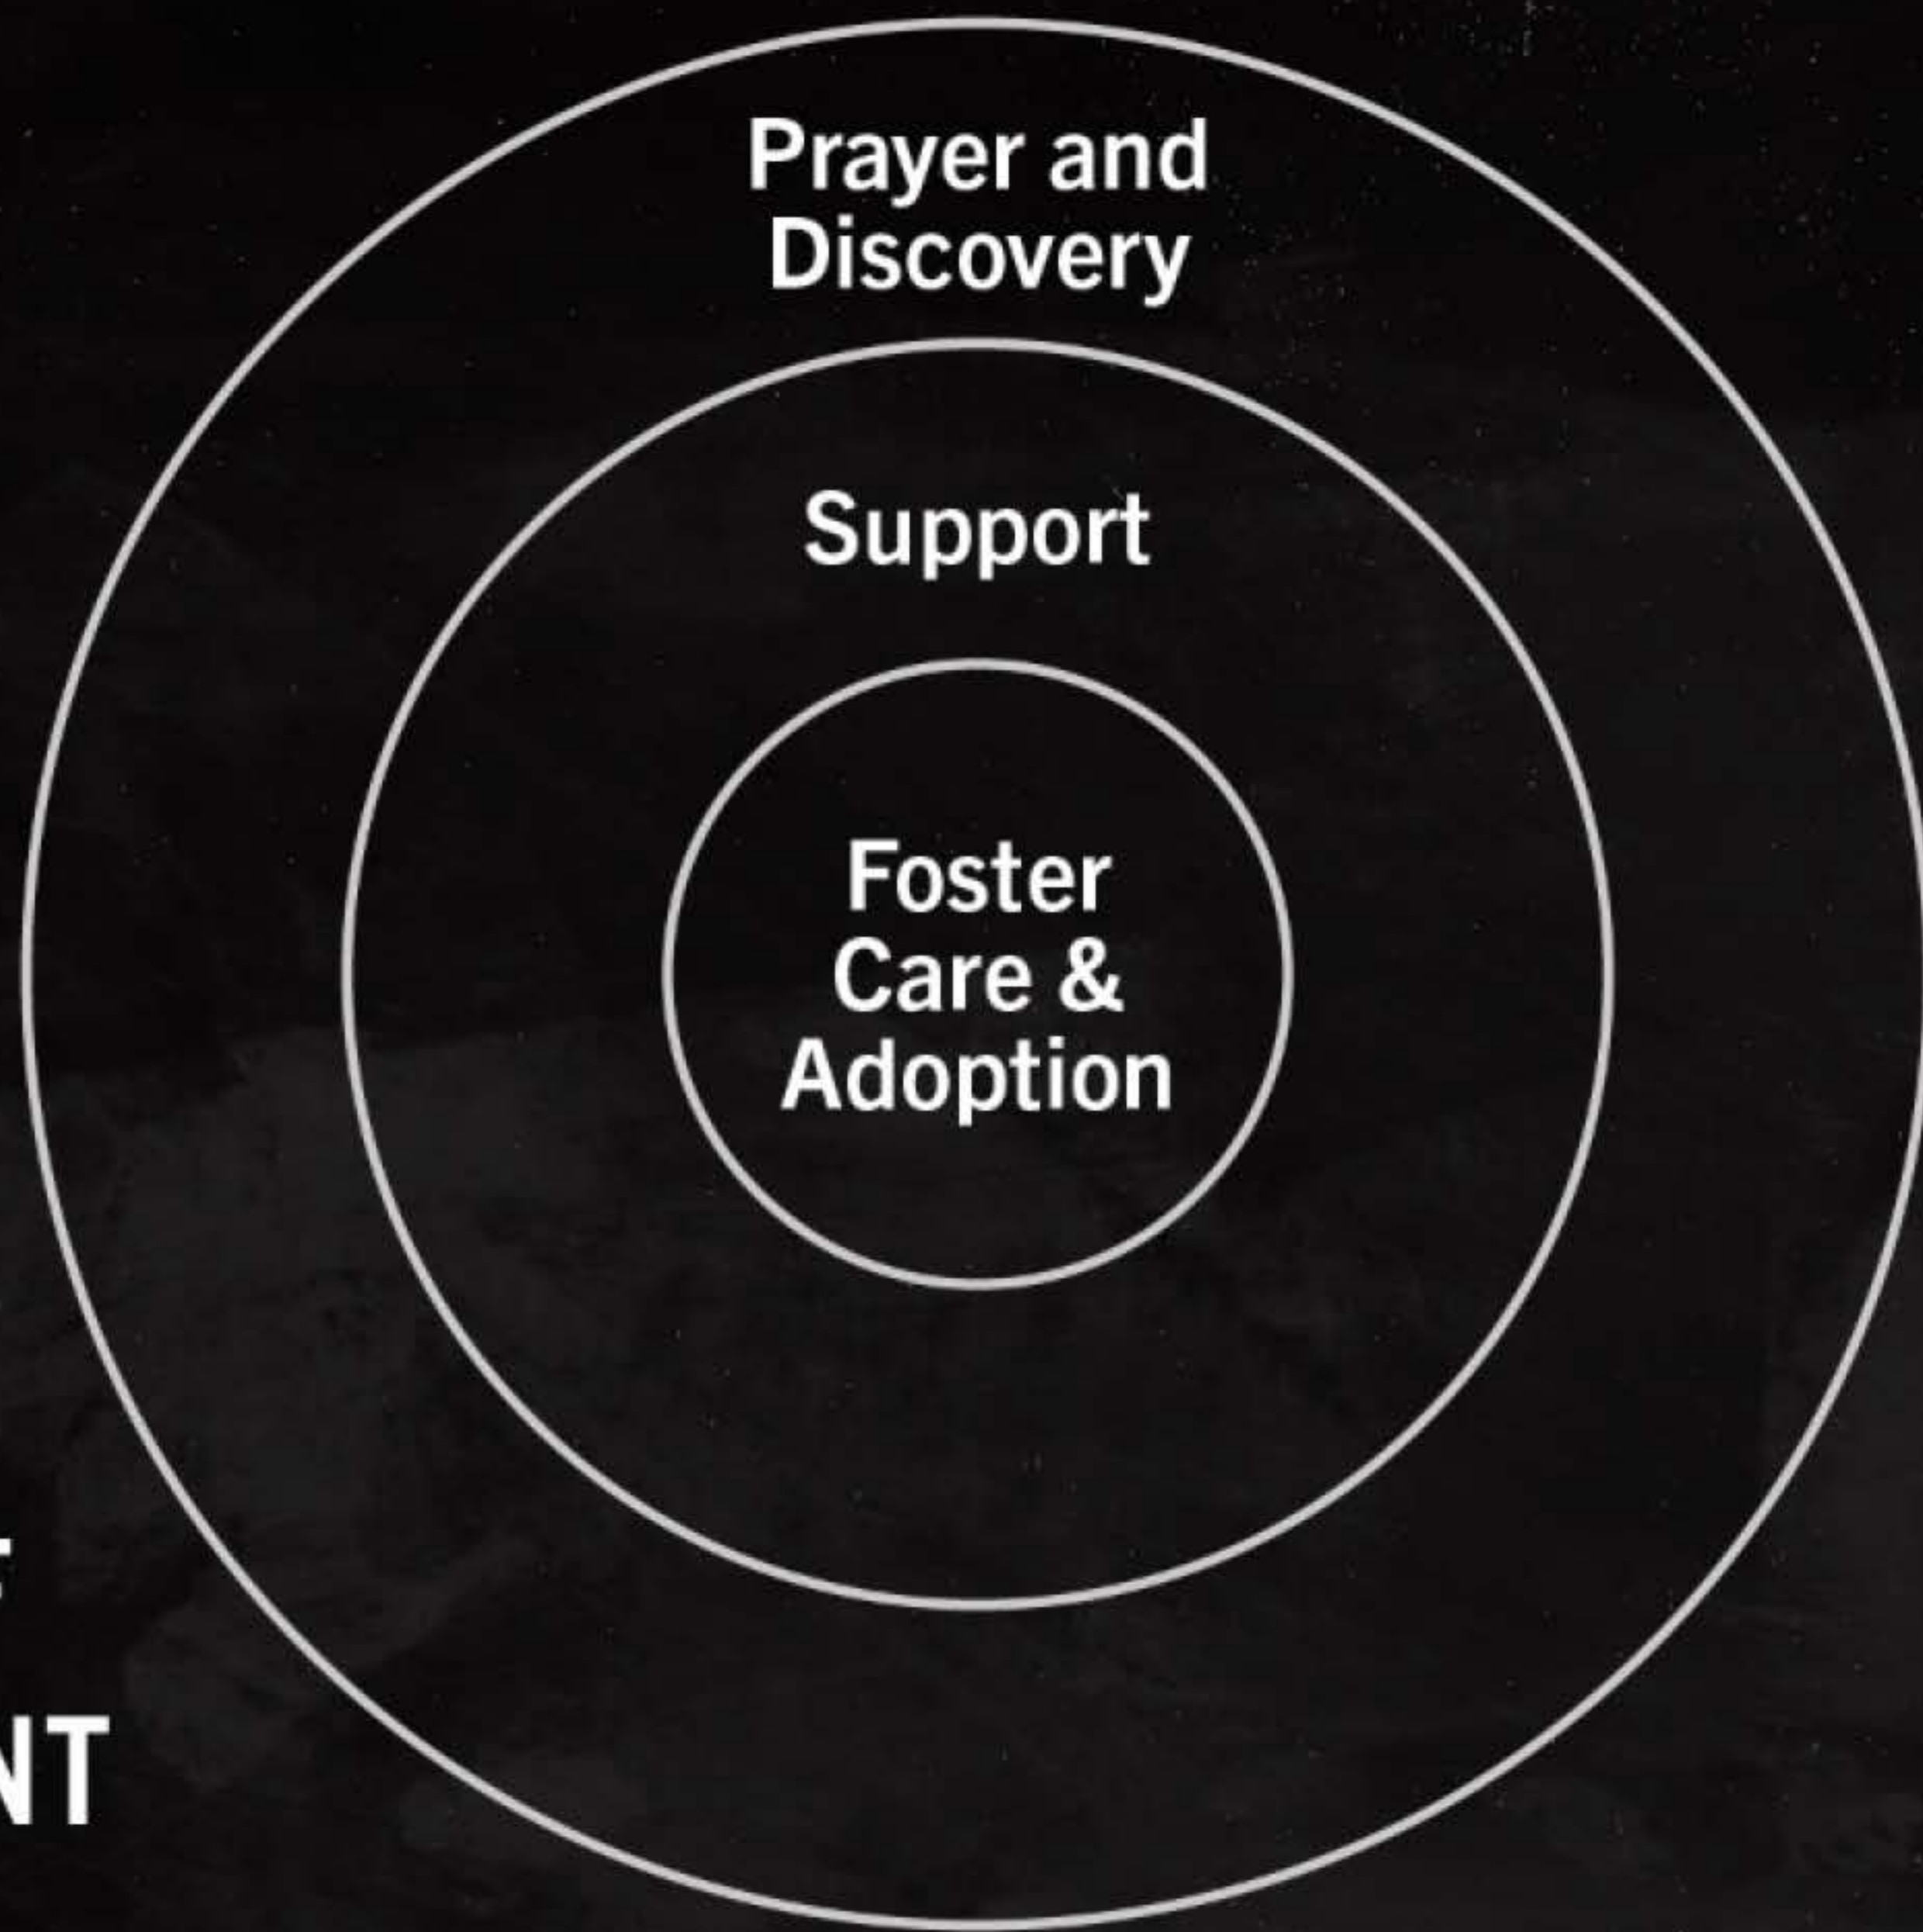 Prayer and
Discovery
Support
Foster
Care &
Adoption
NT